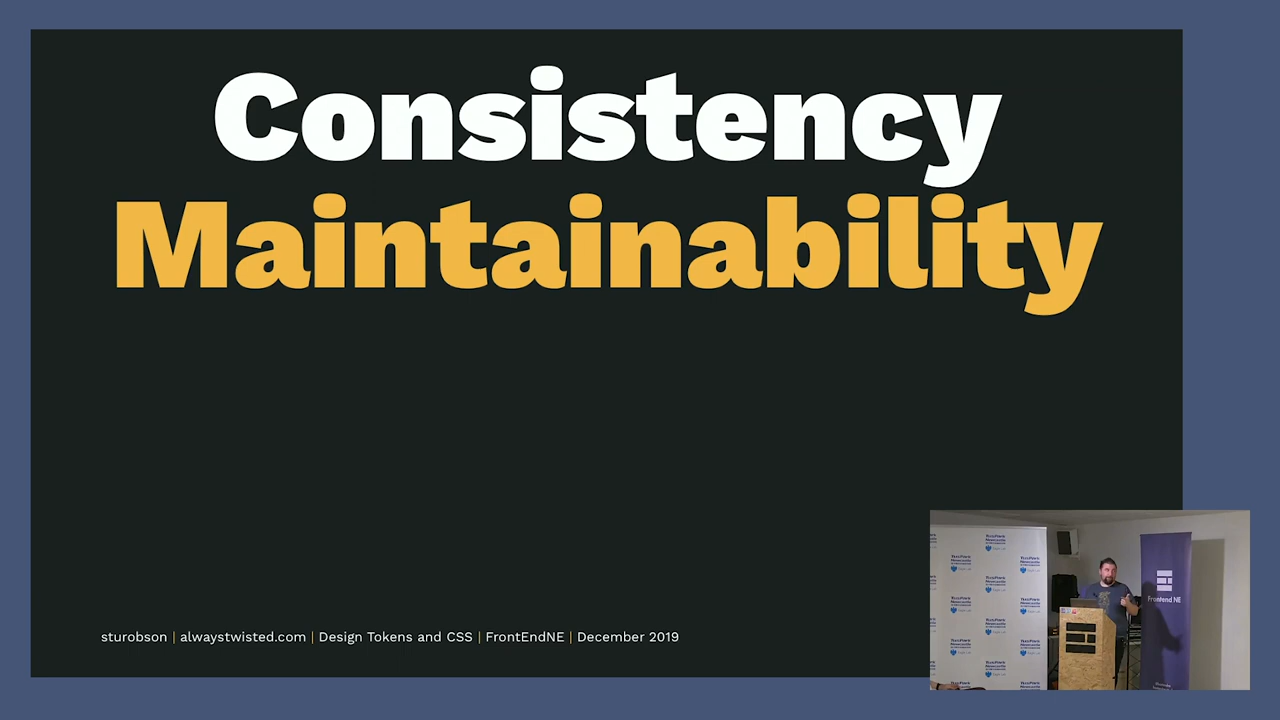 Consistency
Maintainability
sturobson | alwaystwisted.com | Design Tokens and CSS | FrontEndNE | December 2019
Frontend NE